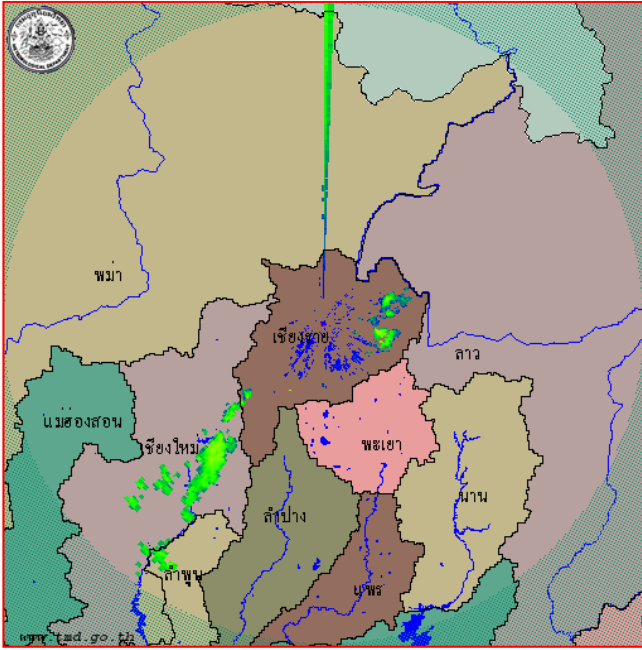 พม่า
เชียงราย
ลาว
แม่ฮ่องสอน
เชียงใหม่
พะเยา
น่าน
ลำปาง
ลำพูน
แพร่
www.tmd.go.th